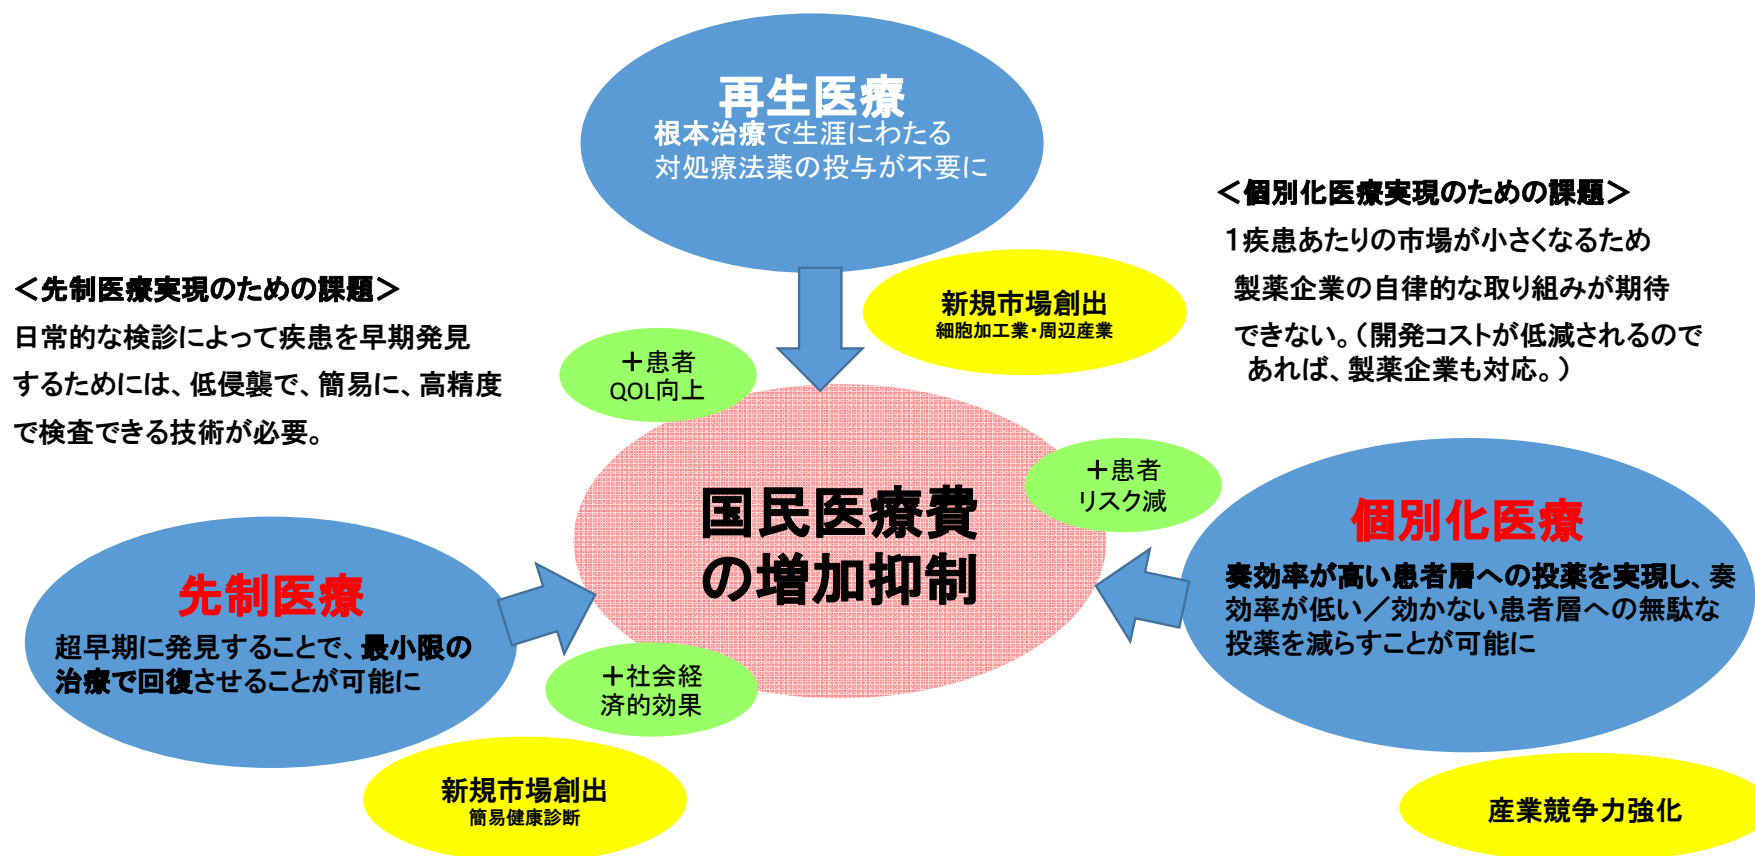 再生医療
根本治療で生涯にわたる
対処療法薬の投与が不要に
＜個別化医療実現のための課題＞
1疾患あたりの市場が小さくなるため
製薬企業の自律的な取り組みが期待
できない。（開発コストが低減されるので
あれば、製薬企業も対応。）
＜先制医療実現のための課題＞
日常的な検診によって疾患を早期発見
するためには、低侵襲で、簡易に、高精度
で検査できる技術が必要。
新規市場創出
細胞加工業・周辺産業
＋患者
QOL向上
＋患者
リスク減
国民医療費
の増加抑制
個別化医療
奏効率が高い患者層への投薬を実現し、奏
効率が低い／効かない患者層への無駄な
投薬を減らすことが可能に
先制医療
超早期に発見することで、最小限の
治療で回復させることが可能に
＋社会経
済的効果
新規市場創出
簡易健康診断
産業競争力強化